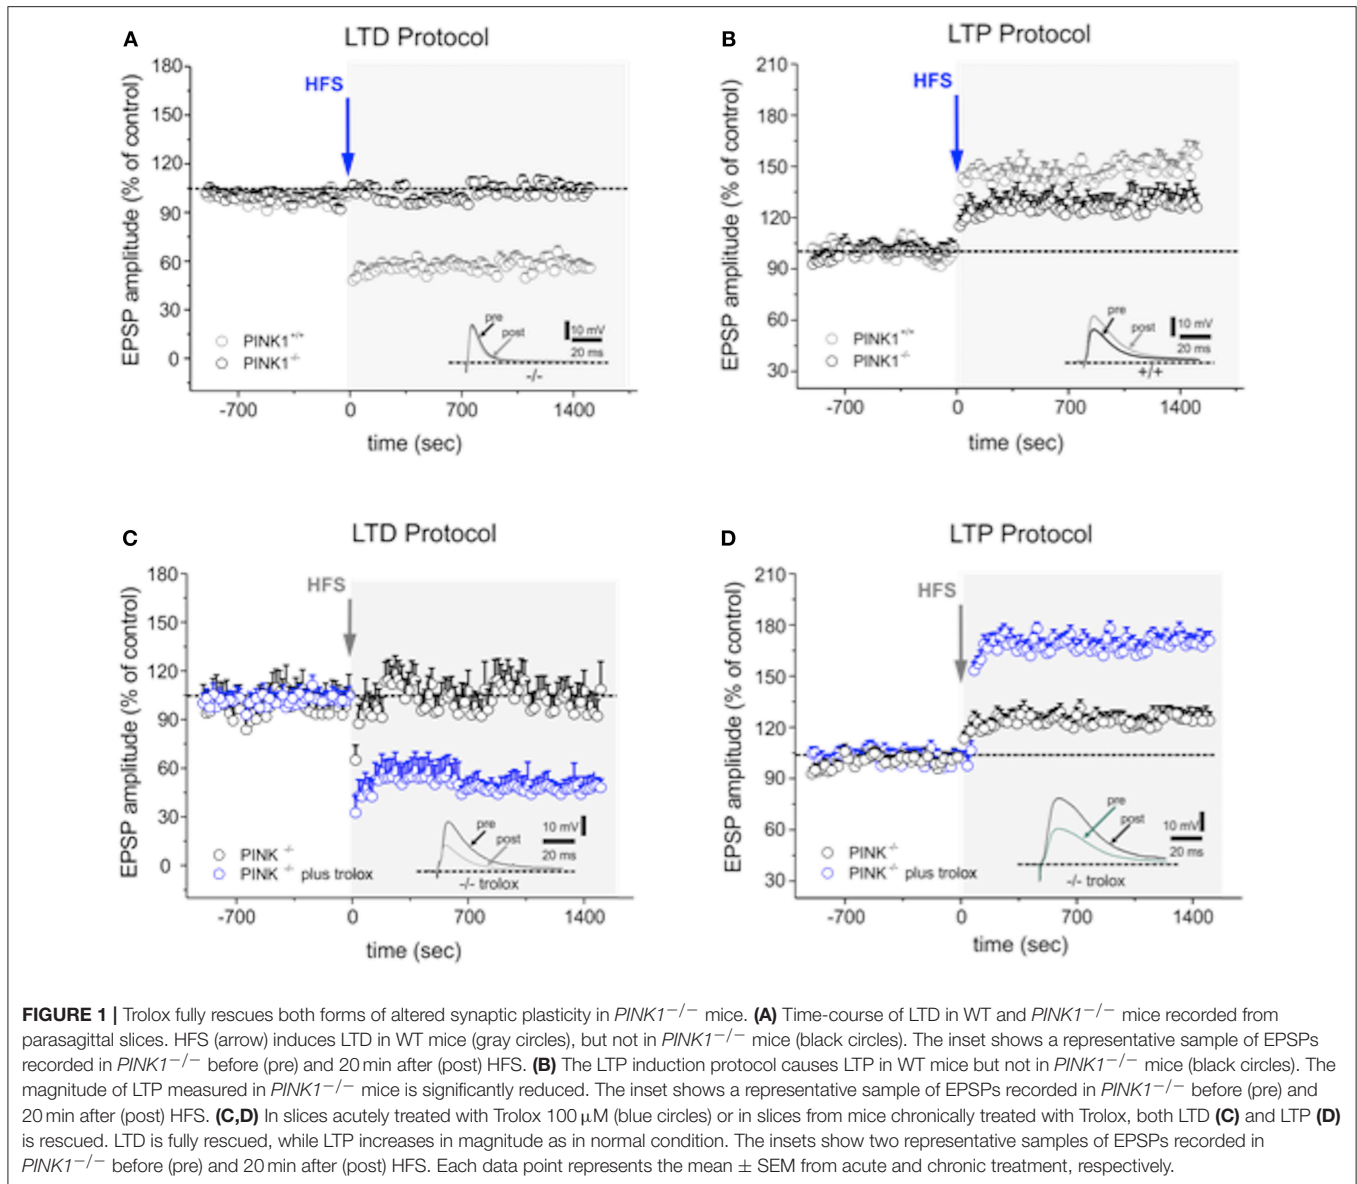 A
LTD Protocol
EPSP amplitude (% of control)
180
150
120
90
60
30
0
HFS
PINK1+/+
PINK1-/-
pre
post
10 mV
20 ms
-/-
-700
0
700
1400
time (sec)
B
LTP Protocol
EPSP amplitude (% of control)
210
180
150
120
90
60
30
HFS
PINK1+/+
PINK1-/-
pre
post
10 mV
20 ms
+/+
-700
0
700
1400
time (sec)
C
LTD Protocol
EPSP amplitude (% of control)
180
150
120
90
60
30
0
HFS
PINK-/-
PINK-/- plus trolox
pre
post
10 mV
20 ms
-/- trolox
-700
0
700
1400
time (sec)
D
LTP Protocol
EPSP amplitude (% of control)
210
180
150
120
90
60
30
HFS
PINK-/-
PINK-/- plus trolox
pre
post
10 mV
20 ms
-/- trolox
-700
0
700
1400
time (sec)
FIGURE 1 | Trolox fully rescues both forms of altered synaptic plasticity in PINK1−/− mice. (A) Time-course of LTD in WT and PINK1−/− mice recorded from
parasagittal slices. HFS (arrow) induces LTD in WT mice (gray circles), but not in PINK1−/− mice (black circles). The inset shows a representative sample of EPSPs
recorded in PINK1−/− before (pre) and 20 min after (post) HFS. (B) The LTP induction protocol causes LTP in WT mice but not in PINK1−/− mice (black circles). The
magnitude of LTP measured in PINK1−/− mice is significantly reduced. The inset shows a representative sample of EPSPs recorded in PINK1−/− before (pre) and
20 min after (post) HFS. (C,D) In slices acutely treated with Trolox 100 μM (blue circles) or in slices from mice chronically treated with Trolox, both LTD (C) and LTP (D)
is rescued. LTD is fully rescued, while LTP increases in magnitude as in normal condition. The insets show two representative samples of EPSPs recorded in
PINK1−/− before (pre) and 20 min after (post) HFS. Each data point represents the mean ± SEM from acute and chronic treatment, respectively.